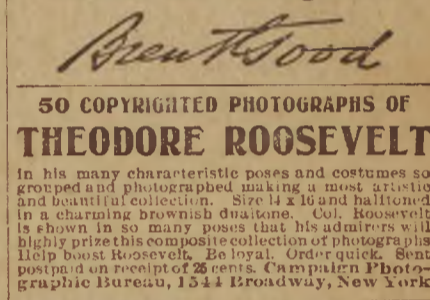 Brent Good
50 COPYRIGHTED PHOTOGRAPHS OF
THEODORE ROOSEVELT
In his many characteristic poses and costumes so
grouped and photographed making a most artistic
and beautiful collection. Size 14 x 16 and halftoned
in a charming brownish dualtone. Col. Roosevelt
is shown in so many poses that his admirers will
highly prize this composite collection of photographs
Help boost Roosevelt. Be loyal. Order quick. Sent
postpaid on receipt of 25 cents. Campaign Photo-
graphic Bureau, 1544 Broadway, New York